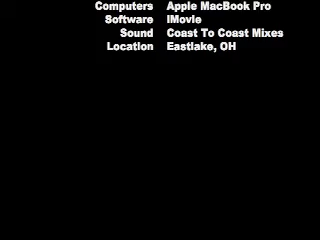 Computers Apple MacBook Pro
Software iMovie
Sound Coast To Coast Mixes
Location Eastlake, OH